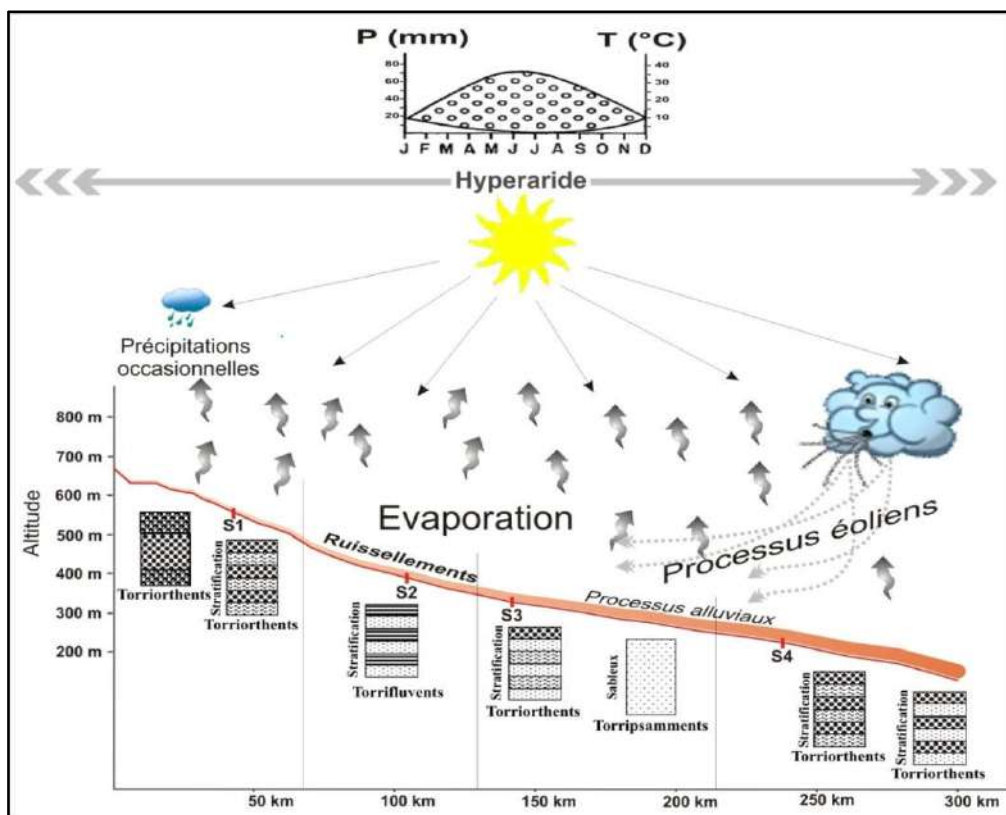 P (mm) T (°C)
80
60
40
20
40
30
20
10
J F M A M J J A S O N D
Hyperaride
Précipitations
occasionnelles
800 m
700 m
600 m
500 m
400 m
300 m
200 m
Altitude
Evaporation
Processus éoliens
Ruissellements
Processus alluviaux
S1
S2
S3
S4
Torriorthents
Stratification
Torriorthents
Stratification
Torrifluvents
Stratification
Torriorthents
Sableux
Torripsamments
Stratification
Torriorthents
Stratification
Torriorthents
50 km 100 km 150 km 200 km 250 km 300 km